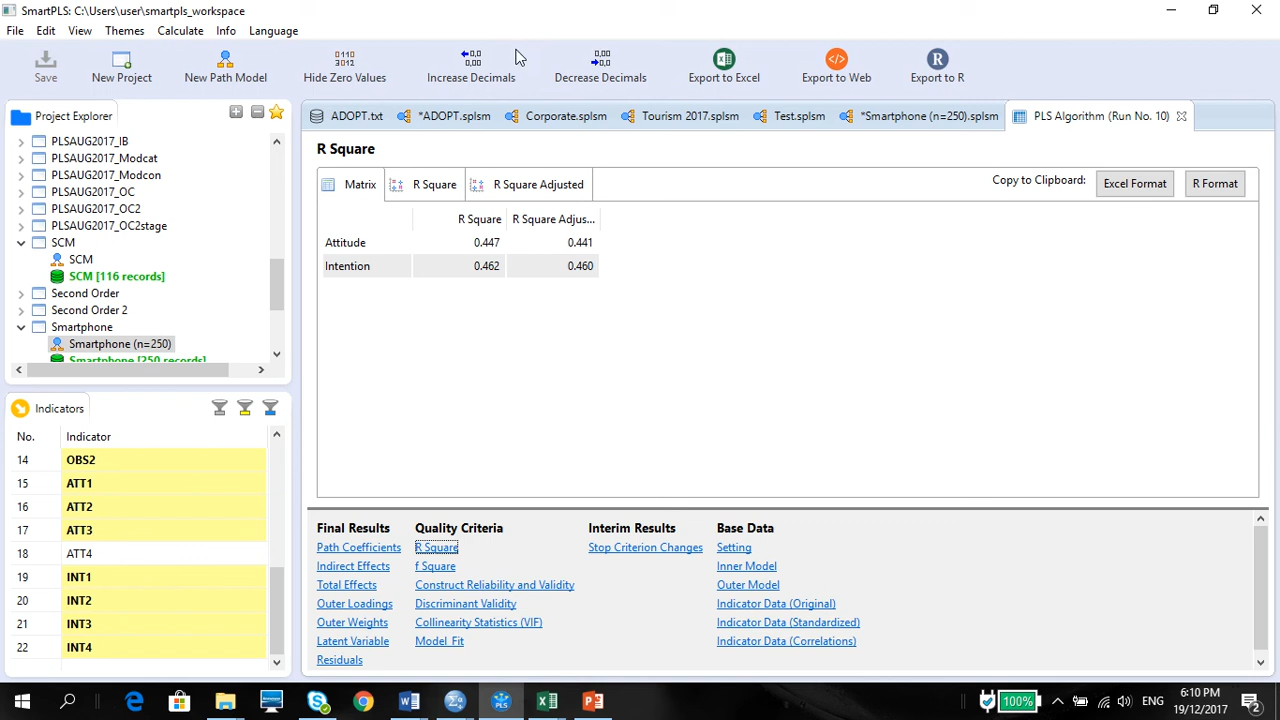 SmartPLS: C:\Users\user\smartpls_workspace
File Edit View Themes Calculate Info Language
Save New Project New Path Model Hide Zero Values Increase Decimals Decrease Decimals Export to Excel Export to Web Export to R
Project Explorer
PLSAUG2017_IB
PLSAUG2017_Modcat
PLSAUG2017_Modcon
PLSAUG2017_OC
PLSAUG2017_OC2
PLSAUG2017_OC2stage
SCM
SCM
SCM [116 records]
Second Order
Second Order 2
Smartphone
Smartphone (n=250)
Smartphone [250 records]
Indicators
No. Indicator
14 OBS2
15 ATT1
16 ATT2
17 ATT3
18 ATT4
19 INT1
20 INT2
21 INT3
22 INT4
ADOPT.txt *ADOPT.splsm Corporate.splsm Tourism 2017.splsm Test.splsm *Smartphone (n=250).splsm PLS Algorithm (Run No. 10)
R Square
Matrix R Square R Square Adjusted
Copy to Clipboard: Excel Format R Format
R Square R Square Adjus...
Attitude 0.447 0.441
Intention 0.462 0.460
Final Results Quality Criteria Interim Results Base Data
Path Coefficients R Square Stop Criterion Changes Setting
Indirect Effects f Square Inner Model
Total Effects Construct Reliability and Validity Outer Model
Outer Loadings Discriminant Validity Indicator Data (Original)
Outer Weights Collinearity Statistics (VIF) Indicator Data (Standardized)
Latent Variable Model_Fit Indicator Data (Correlations)
Residuals
100% ENG 6:10 PM
19/12/2017